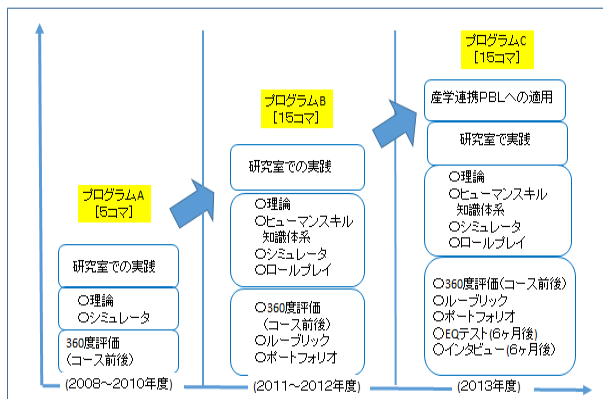 プログラムA
[5コマ]
研究室での実践
○理論
○シミュレータ
360度評価
(コース前後)
(2008～2010年度)
プログラムB
[15コマ]
研究室での実践
○理論
○ヒューマンスキル
知識体系
○シミュレータ
○ロールプレイ
○360度評価
(コース前後)
○ルーブリック
○ポートフォリオ
(2011～2012年度)
プログラムC
[15コマ]
産学連携PBLへの適用
研究室で実践
○理論
○ヒューマンスキル
知識体系
○シミュレータ
○ロールプレイ
○360度評価(コース前後)
○ルーブリック
○ポートフォリオ
○EQテスト(6ヶ月後)
○インタビュー(6ヶ月後)
(2013年度)